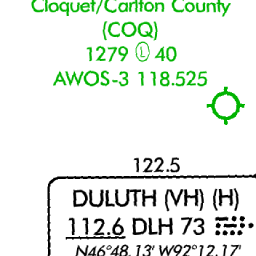 Cloquet/Carlton County
(COQ)
1279 Ⓛ 40
AWOS-3 118.525
122.5
DULUTH (VH) (H)
112.6 DLH 73
N46°48.13' W92°12.17'